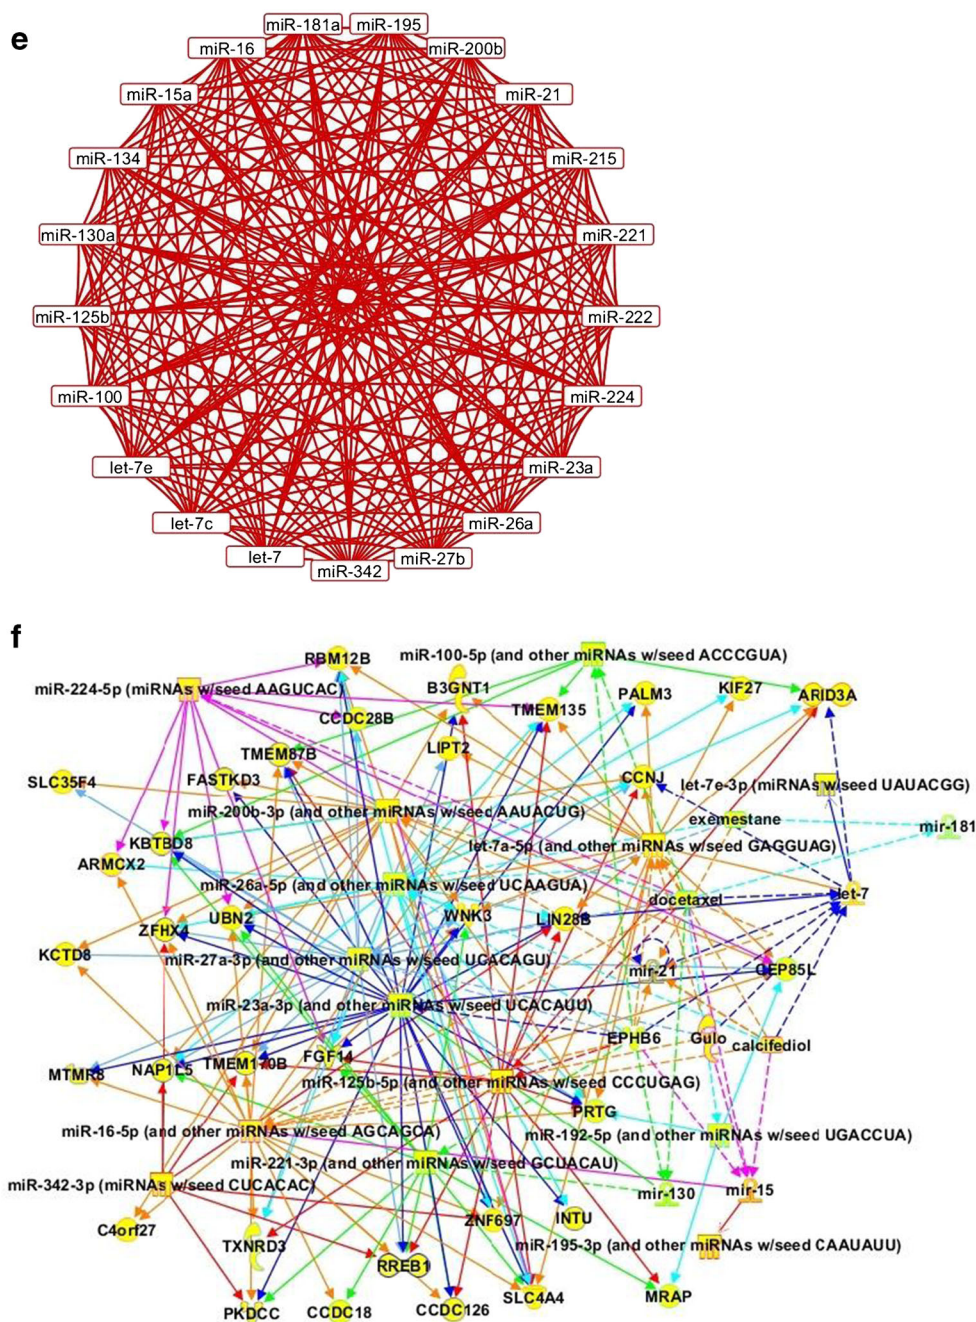 e
miR-181a miR-195
miR-16 miR-200b
miR-15a miR-21
miR-134 miR-215
miR-130a miR-221
miR-125b miR-222
miR-100 miR-224
let-7e miR-23a
let-7c miR-26a
let-7 miR-27b
miR-342
f
RBM12B miR-100-5p (and other miRNAs w/seed ACCCGUA)
miR-224-5p (miRNAs w/seed AAGUCAC) B3GNT1 PALM3 KIF27 ARID3A
CCDC28B TMEM135
TMEM87B LIPT2
SLC35F4 FASTKD3 CCNJ let-7e-3p (miRNAs w/seed UAUACGG)
miR-200b-3p (and other miRNAs w/seed AAUACUG) exemestane mir-181
KBTBD8 let-7a-5p (and other miRNAs w/seed GAGGUAG)
ARMCX2
miR-26a-5p (and other miRNAs w/seed UCAAGUA) docetaxel let-7
ZFHX4 UBN2 WNK3 LIN28B
KCTD8 miR-27a-3p (and other miRNAs w/seed UCACAGU) mir-21 CEP85L
miR-23a-3p (and other miRNAs w/seed UCACAUU)
EPHB6 Gulo calcifediol
MTMR8 NAP1L5 TMEM170B FGF14
miR-125b-5p (and other miRNAs w/seed CCCUGAG)
PRTG
miR-16-5p (and other miRNAs w/seed AGCAGCA) miR-192-5p (and other miRNAs w/seed UGACCUA)
miR-221-3p (and other miRNAs w/seed GCUACAU)
miR-342-3p (miRNAs w/seed CUCACAC) mir-130 mir-15
C4orf27 ZNF697 INTU
TXNRD3 miR-195-3p (and other miRNAs w/seed CAAUAUU)
RREB1
PKDCC CCDC18 CCDC126 SLC4A4 MRAP